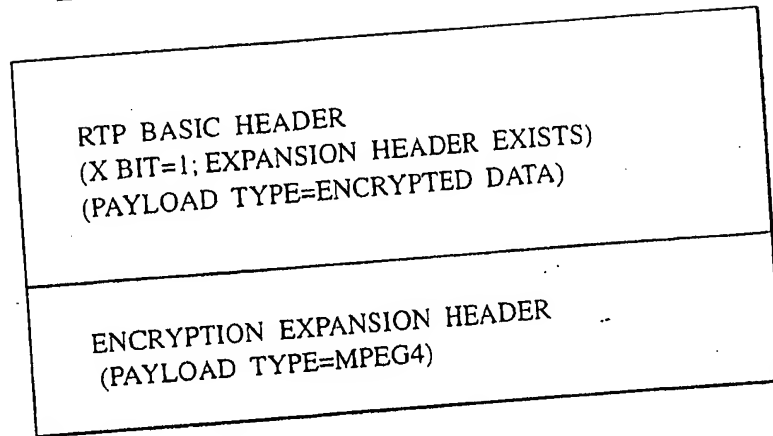 RTP BASIC HEADER
(X BIT=1; EXPANSION HEADER EXISTS)
(PAYLOAD TYPE=ENCRYPTED DATA)
ENCRYPTION EXPANSION HEADER
(PAYLOAD TYPE=MPEG4)